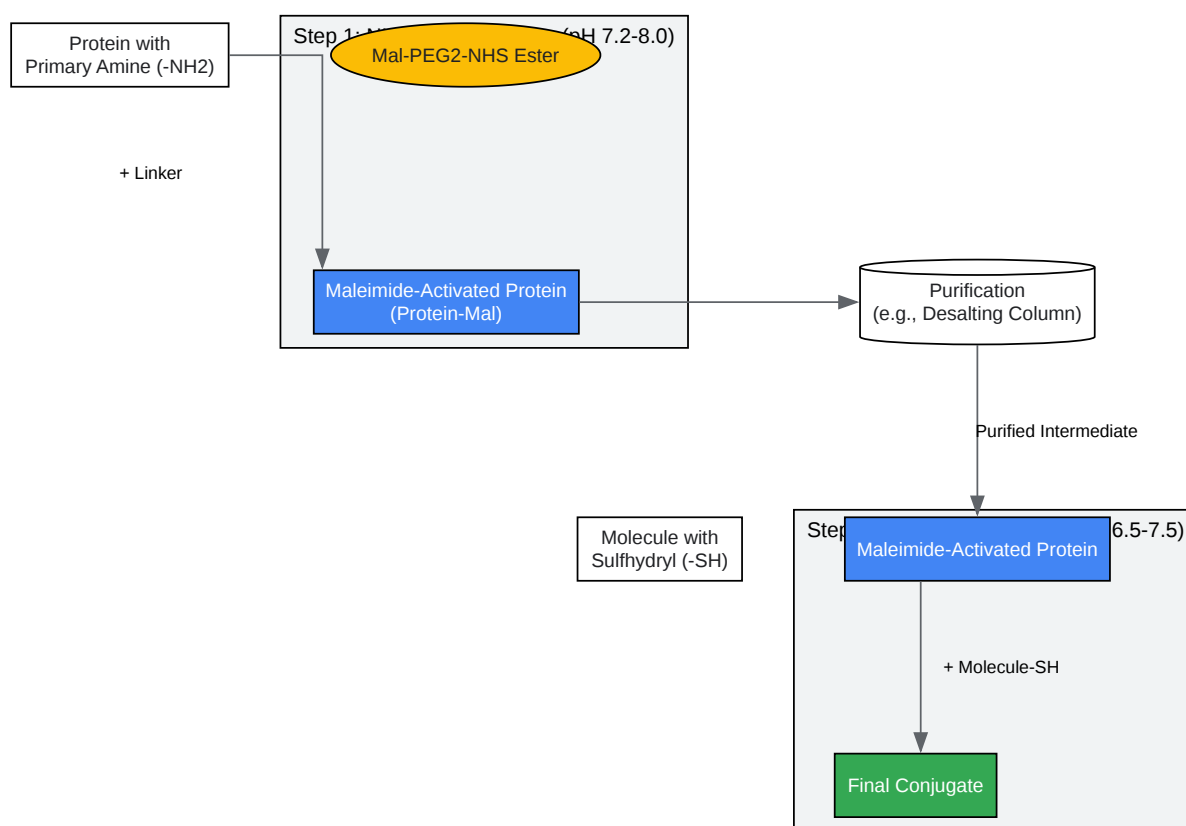 Protein with
Primary Amine (-NH2)
Step 1: pH 7.2-8.0)
Mal-PEG2-NHS Ester
+ Linker
Maleimide-Activated Protein
(Protein-Mal)
Purification
(e.g., Desalting Column)
Purified Intermediate
Molecule with
Sulfhydryl (-SH)
Step 6.5-7.5)
Maleimide-Activated Protein
+ Molecule-SH
Final Conjugate